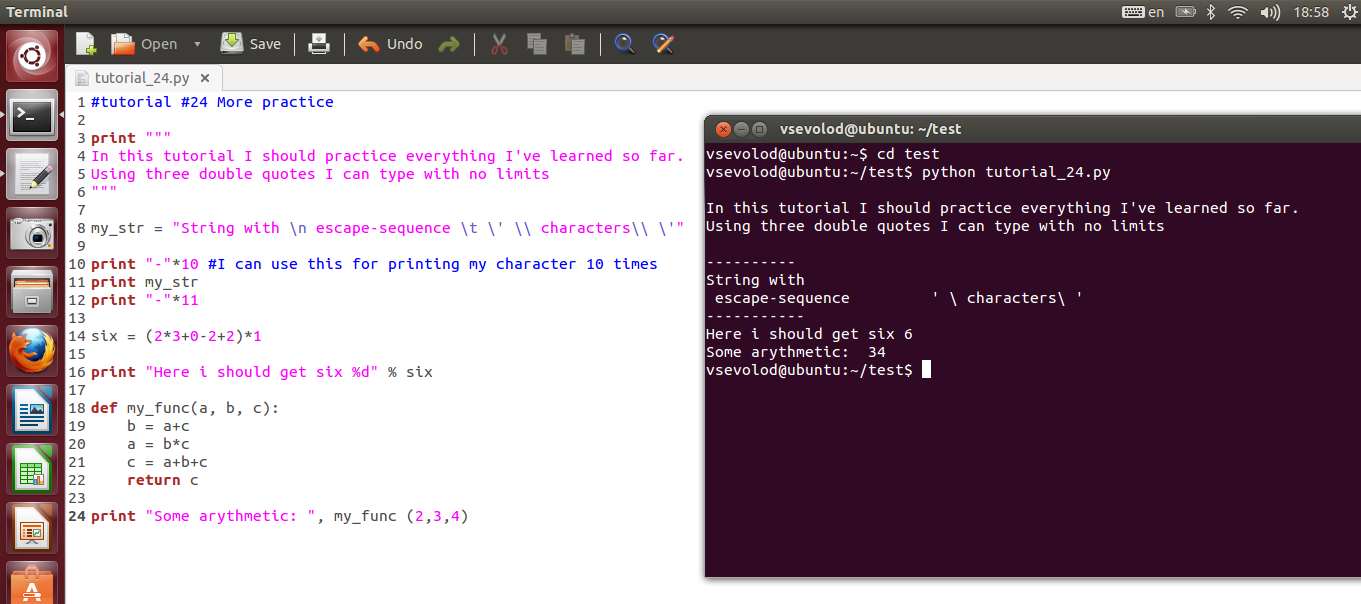 Terminal
en
18:58
Open
Save
Undo
tutorial_24.py
1 #tutorial #24 More practice
2
3 print """
4 In this tutorial I should practice everything I've learned so far.
5 Using three double quotes I can type with no limits
6 """
7
8 my_str = "String with \n escape-sequence \t \' \\ characters\\ \'"
9
10 print "-"*10 #I can use this for printing my character 10 times
11 print my_str
12 print "-"*11
13
14 six = (2*3+0-2+2)*1
15
16 print "Here i should get six %d" % six
17
18 def my_func(a, b, c):
19     b = a+c
20     a = b*c
21     c = a+b+c
22     return c
23
24 print "Some arythmetic: ", my_func (2,3,4)
vsevolod@ubuntu: ~/test
vsevolod@ubuntu:~$ cd test
vsevolod@ubuntu:~/test$ python tutorial_24.py

In this tutorial I should practice everything I've learned so far.
Using three double quotes I can type with no limits

----------
String with
 escape-sequence         ' \ characters\ '
-----------
Here i should get six 6
Some arythmetic:  34
vsevolod@ubuntu:~/test$